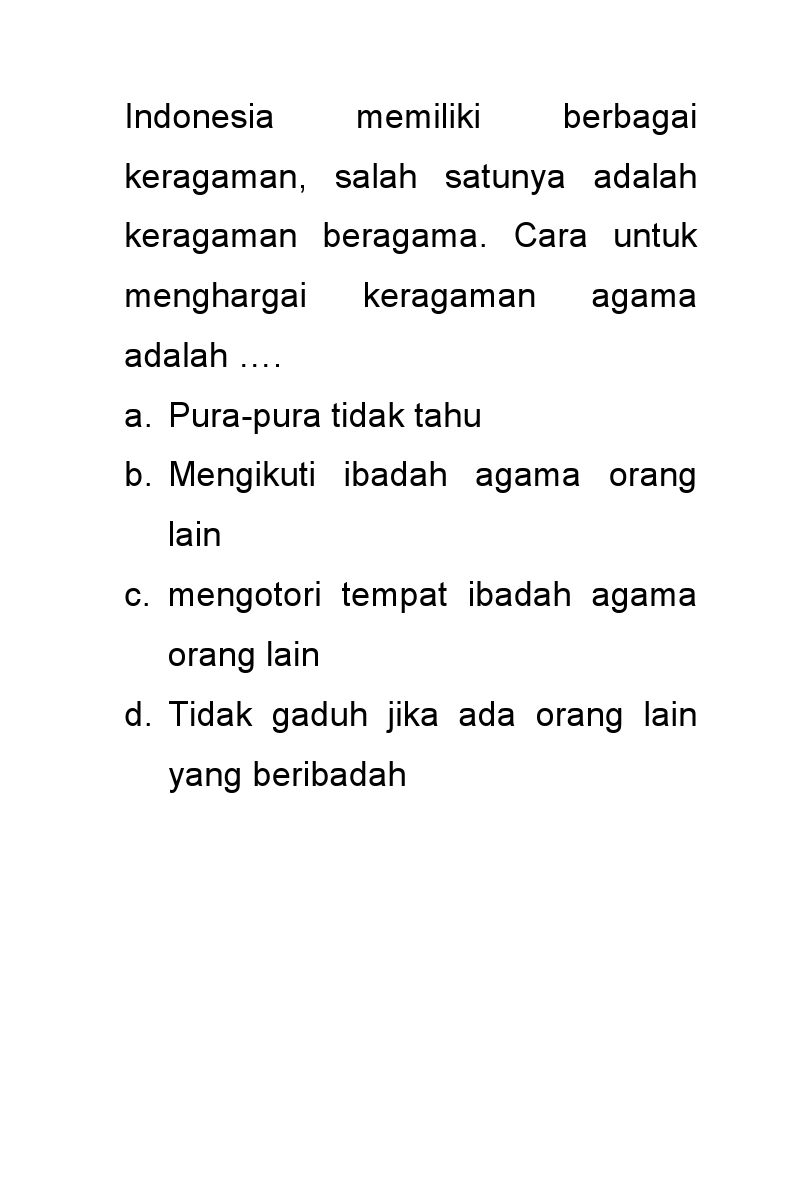 Indonesia memiliki berbagai
keragaman, salah satunya adalah
keragaman beragama. Cara untuk
menghargai keragaman agama
adalah ….
a. Pura-pura tidak tahu
b. Mengikuti ibadah agama orang
lain
c. mengotori tempat ibadah agama
orang lain
d. Tidak gaduh jika ada orang lain
yang beribadah